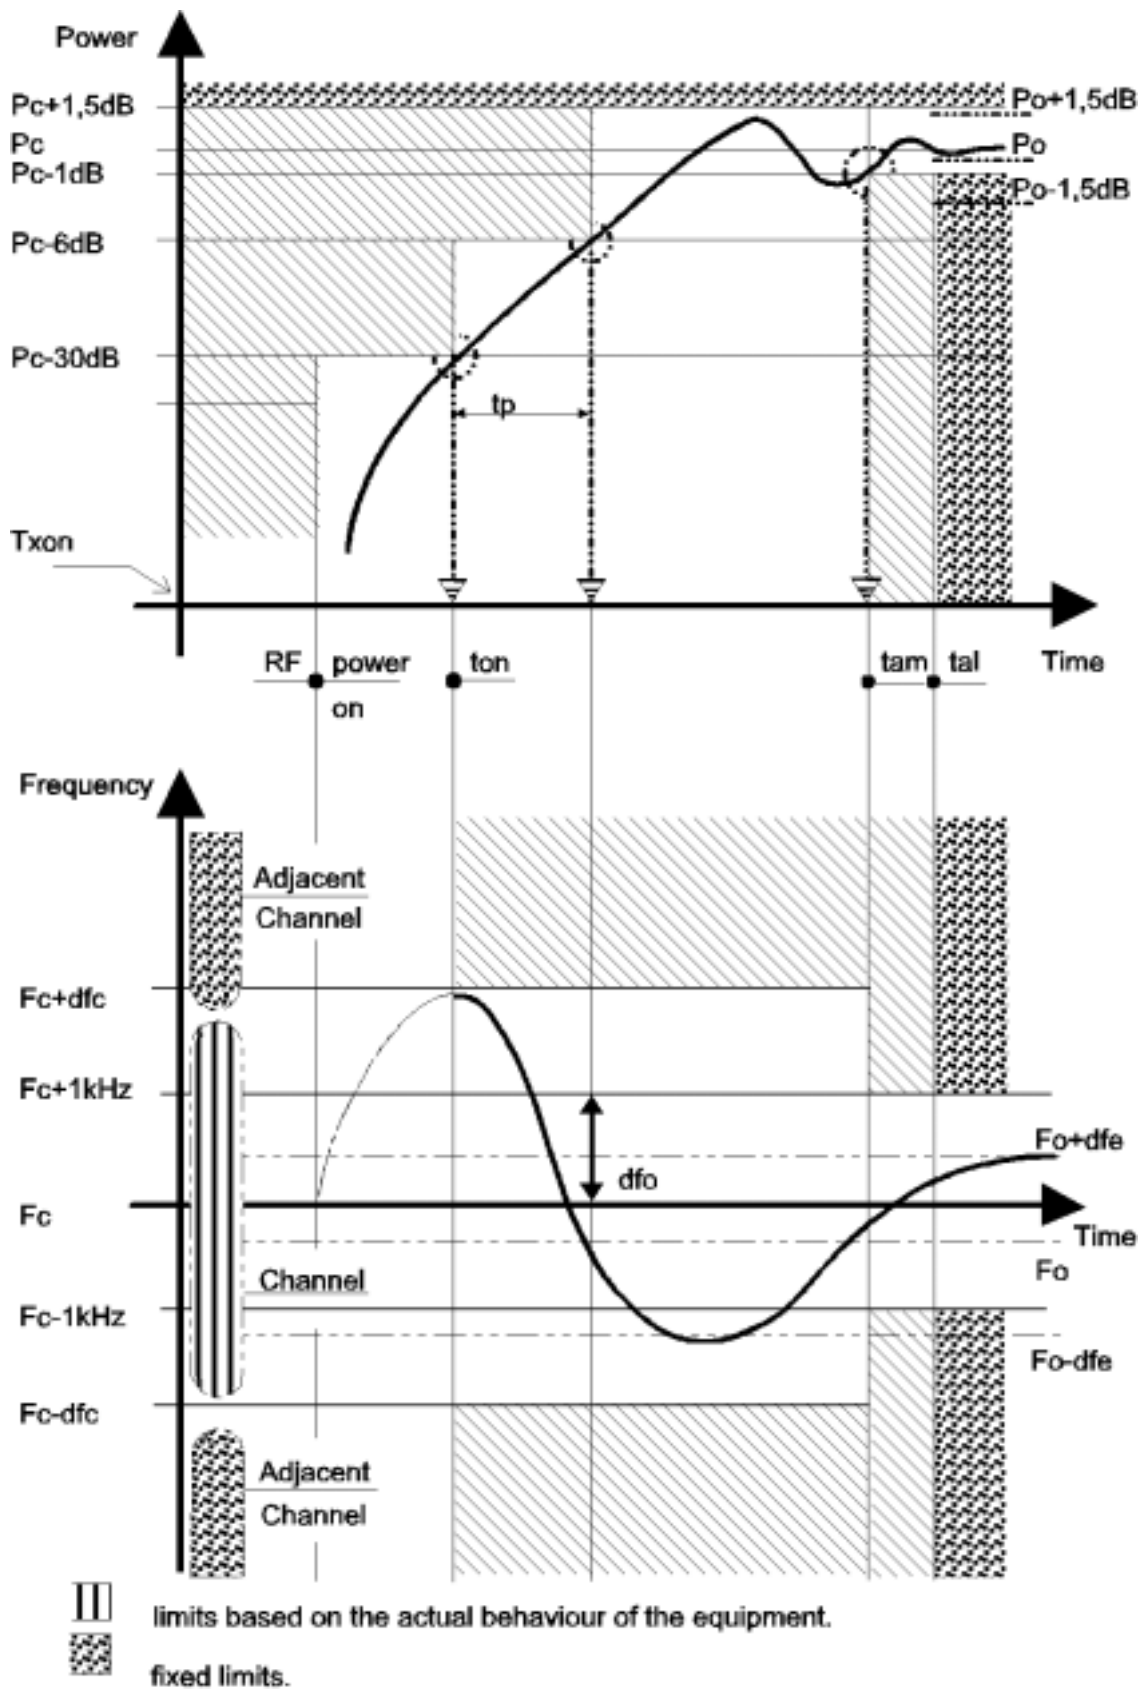 Power
Pc+1,5dB
Po+1,5dB
Pc
Po
Pc-1dB
Po-1,5dB
Pc-6dB
Pc-30dB
tp
Txon
RF power on
ton
tam
tal
Time
Frequency
Adjacent
Channel
Fc+dfc
Fc+1kHz
Fo+dfe
dfo
Fc
Time
Fo
Channel
Fc-1kHz
Fo-dfe
Fc-dfc
Adjacent
Channel
limits based on the actual behaviour of the equipment.
fixed limits.